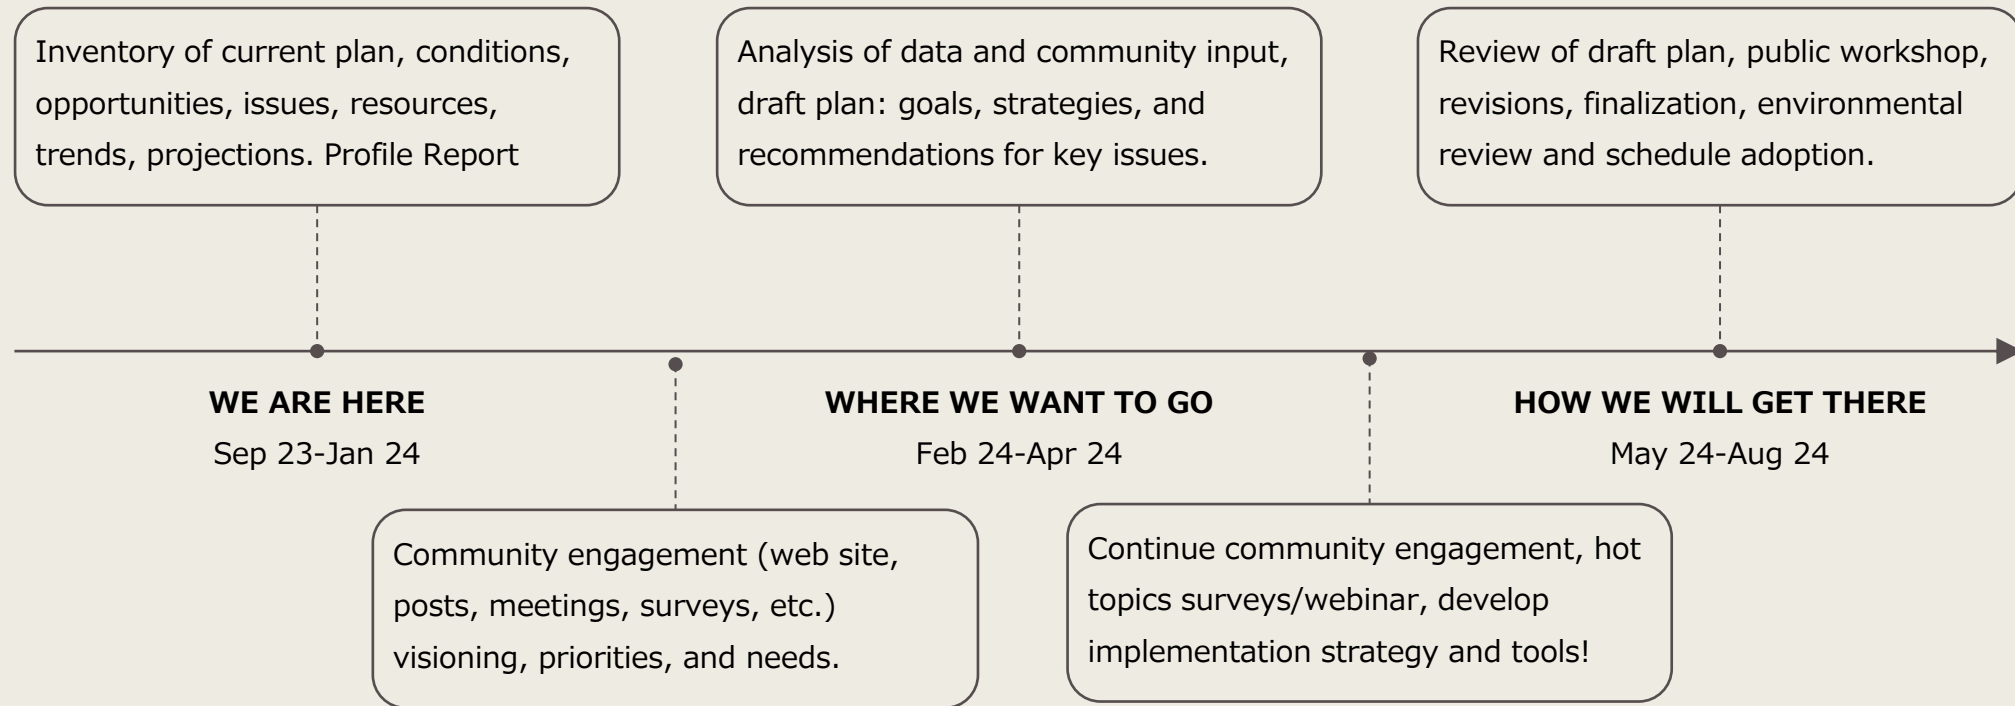 Inventory of current plan, conditions,
opportunities, issues, resources,
trends, projections. Profile Report
Analysis of data and community input,
draft plan: goals, strategies, and
recommendations for key issues.
Review of draft plan, public workshop,
revisions, finalization, environmental
review and schedule adoption.
WE ARE HERE
Sep 23-Jan 24
WHERE WE WANT TO GO
Feb 24-Apr 24
HOW WE WILL GET THERE
May 24-Aug 24
Community engagement (web site,
posts, meetings, surveys, etc.)
visioning, priorities, and needs.
Continue community engagement, hot
topics surveys/webinar, develop
implementation strategy and tools!